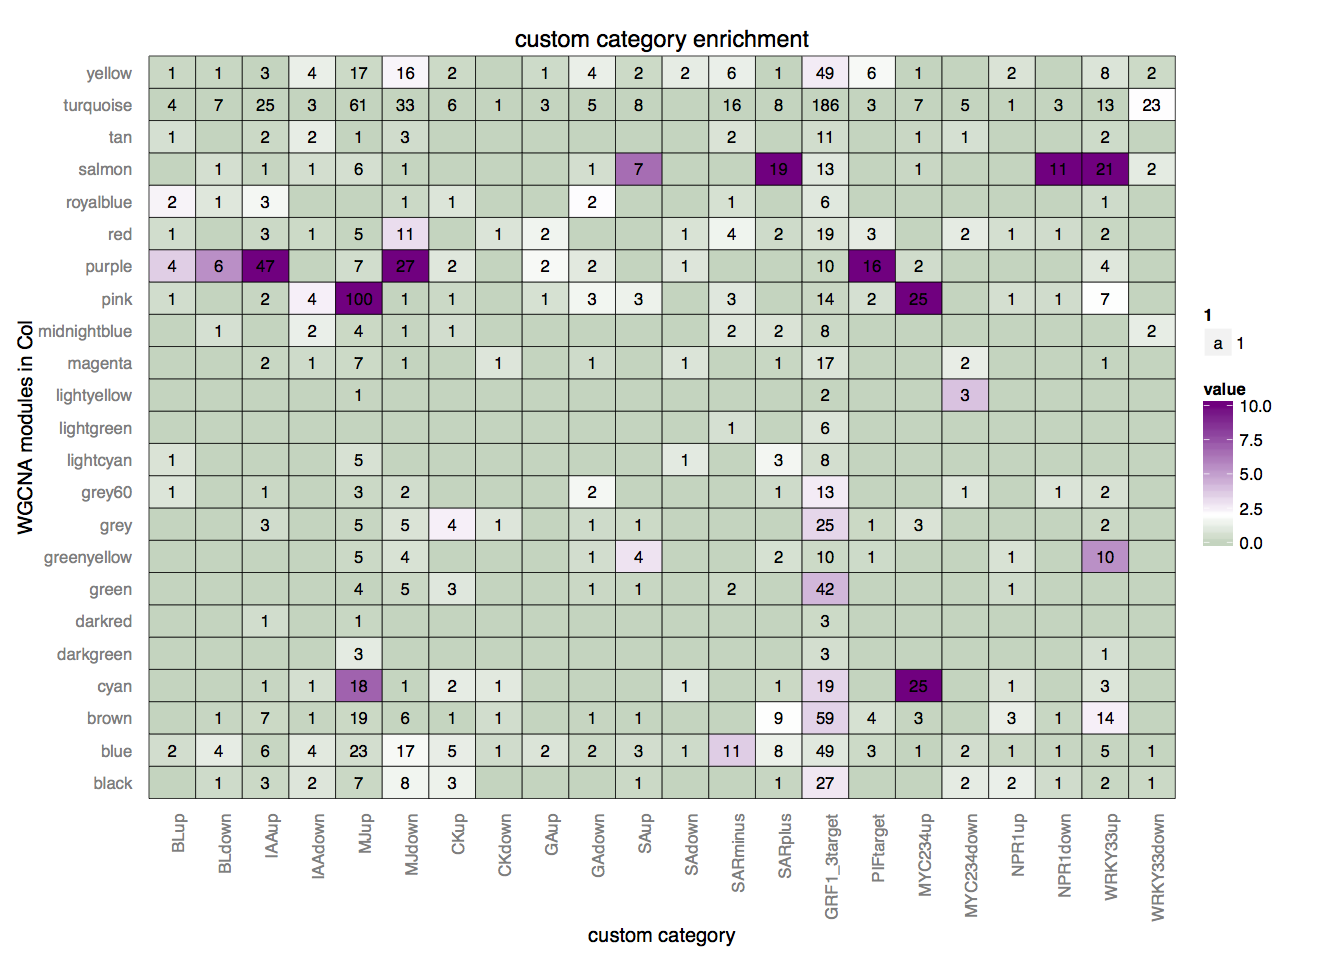 custom category enrichment
yellow 1 1 3 4 17 16 2 1 4 2 2 6 1 49 6 1 2 8 2
turquoise 4 7 25 3 61 33 6 1 3 5 8 16 8 186 3 7 5 1 3 13 23
tan 1 2 2 1 3 2 11 1 1 2
salmon 1 1 1 6 1 1 7 19 13 1 11 21 2
royalblue 2 1 3 1 1 2 1 6 1
red 1 3 1 5 11 1 2 1 4 2 19 3 2 1 1 2
purple 4 6 47 7 27 2 2 2 1 10 16 2 4
pink 1 2 4 100 1 1 1 3 3 3 14 2 25 1 1 7
midnightblue 1 2 4 1 1 2 2 8 2
magenta 2 1 7 1 1 1 1 1 17 2 1
lightyellow 1 2 3
lightgreen 1 6
lightcyan 1 5 1 3 8
grey60 1 1 3 2 2 1 13 1 1 2
grey 3 5 5 4 1 1 1 25 1 3 2
greenyellow 5 4 1 4 2 10 1 1 10
green 4 5 3 1 1 2 42 1
darkred 1 1 3
darkgreen 3 3 1
cyan 1 1 18 1 2 1 1 1 19 25 1 3
brown 1 7 1 19 6 1 1 1 1 9 59 4 3 3 1 14
blue 2 4 6 4 23 17 5 1 2 2 3 1 11 8 49 3 1 2 1 1 5 1
black 1 3 2 7 8 3 1 1 27 2 2 1 2 1
WGCNA modules in Col
BLup
BLdown
IAAup
IAAdown
MJup
MJdown
CKup
CKdown
GAup
GAdown
SAup
SAdown
SARminus
SARplus
GRF1_3target
PIFtarget
MYC234up
MYC234down
NPR1up
NPR1down
WRKY33up
WRKY33down
custom category
1
a 1
value
10.0
7.5
5.0
2.5
0.0